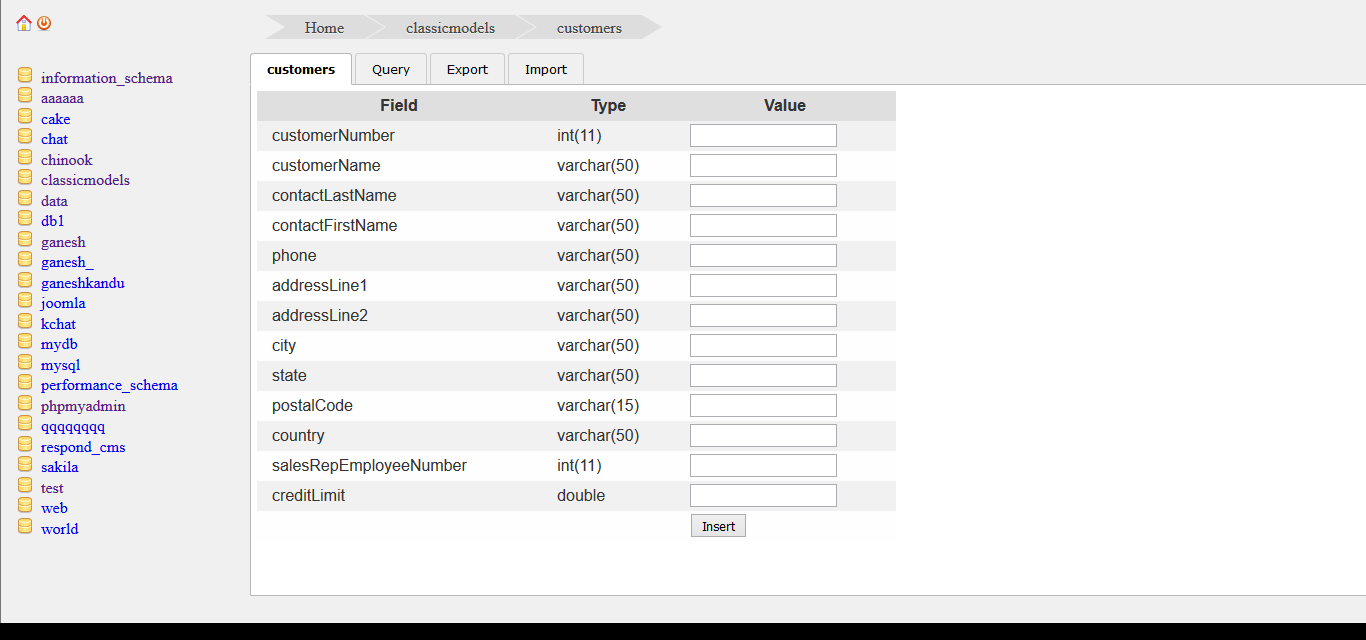 Home classicmodels customers
information_schema
aaaaaa
cake
chat
chinook
classicmodels
data
db1
ganesh
ganesh_
ganeshkandu
joomla
kchat
mydb
mysql
performance_schema
phpmyadmin
qqqqqqqq
respond_cms
sakila
test
web
world
customers Query Export Import
Field Type Value
customerNumber int(11)
customerName varchar(50)
contactLastName varchar(50)
contactFirstName varchar(50)
phone varchar(50)
addressLine1 varchar(50)
addressLine2 varchar(50)
city varchar(50)
state varchar(50)
postalCode varchar(15)
country varchar(50)
salesRepEmployeeNumber int(11)
creditLimit double
Insert